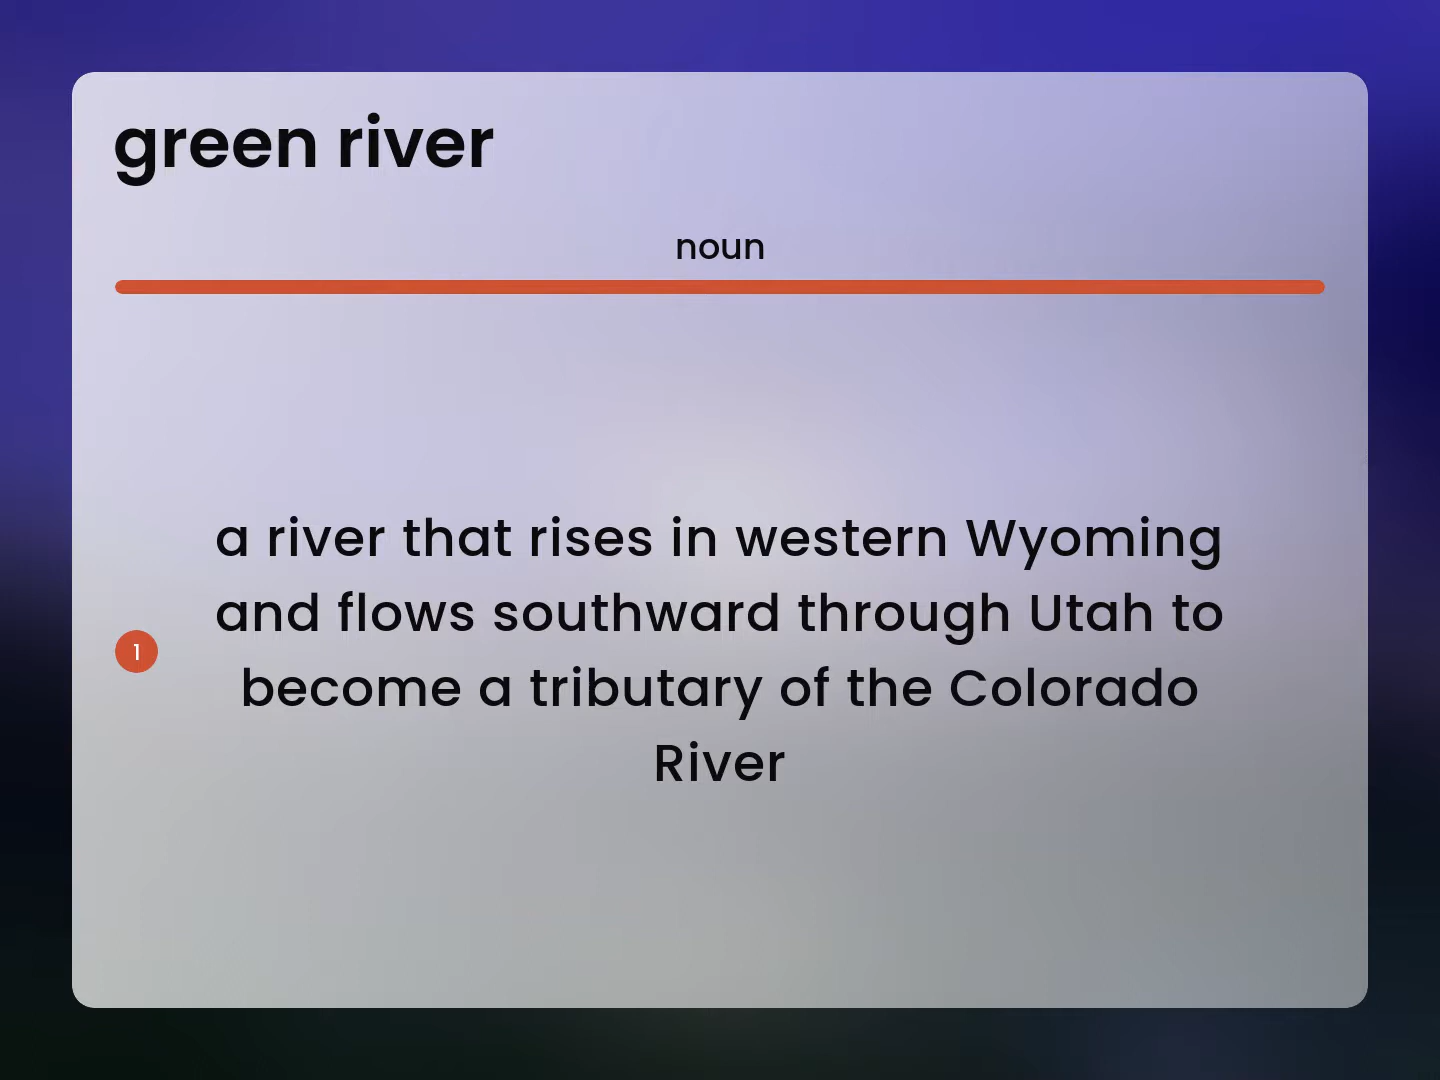 green river
noun
a river that rises in western Wyoming
and flows southward through Utah to
1
become a tributary of the Colorado
River